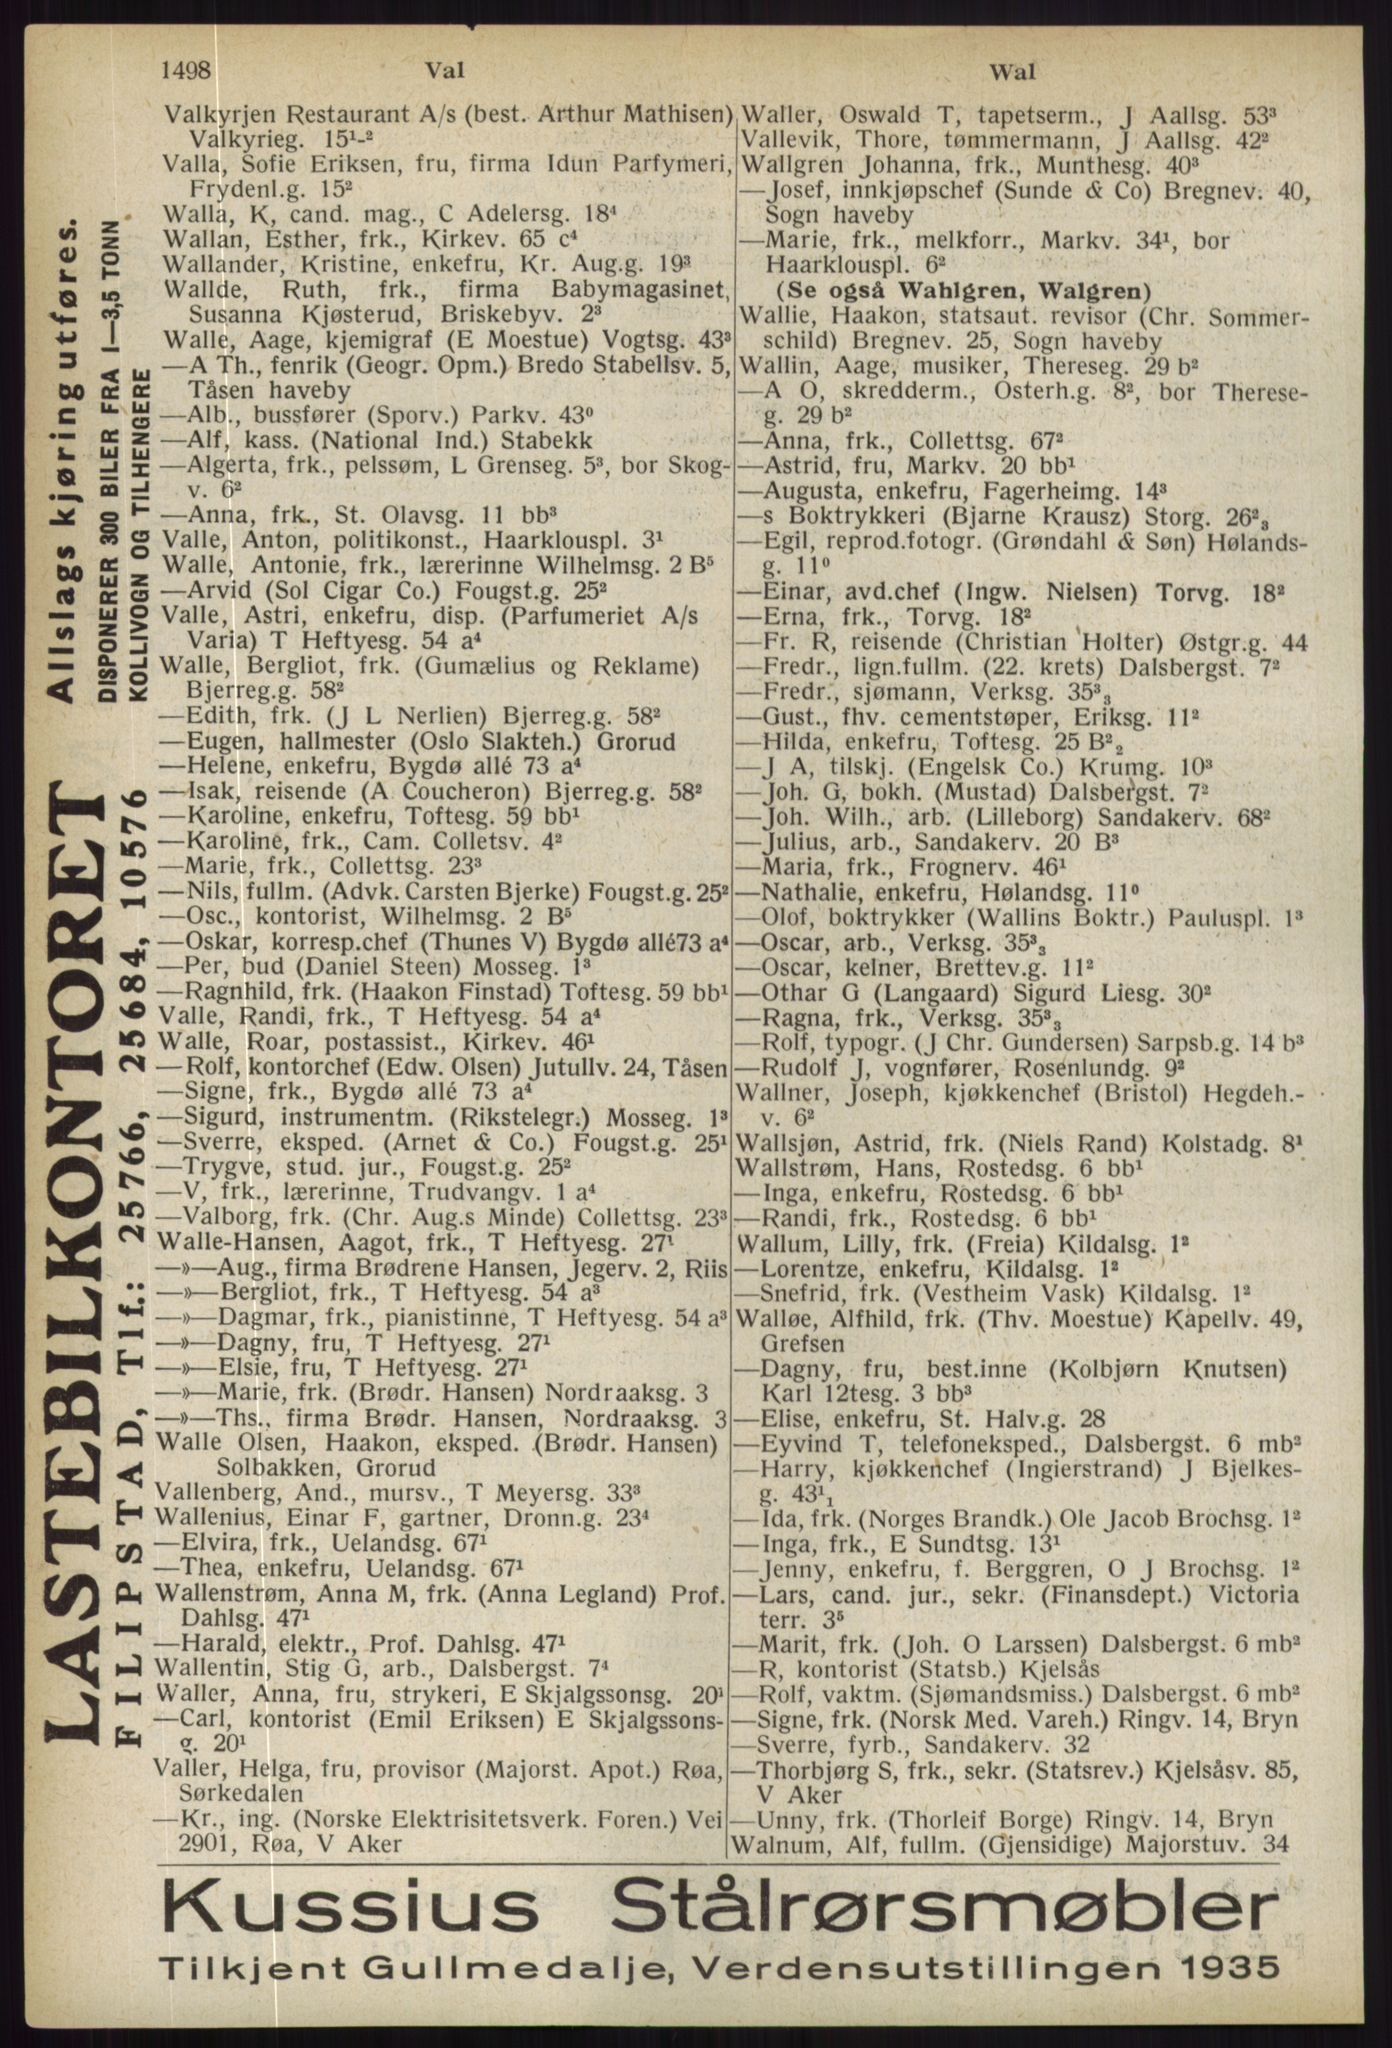 1498
Val
Wal
Valkyrjen Restaurant A/s (best. Arthur Mathisen)
Valkyrieg. 15¹-²
Valla, Sofie Eriksen, fru, firma Idun Parfymeri,
Frydenl.g. 15²
Walla, K, cand. mag., C Adelersg. 18⁴
Wallan, Esther, frk., Kirkev. 65 c⁴
Wallander, Kristine, enkefru, Kr. Aug.g. 19³
Wallde, Ruth, frk., firma Babymagasinet,
Susanna Kjøsterud, Briskebyv. 2³
Walle, Aage, kjemigraf (E Moestue) Vogtsg. 43³
—A Th., fenrik (Geogr. Opm.) Bredo Stabellsv. 5,
Tåsen haveby
—Alb., bussfører (Sporv.) Parkv. 43⁰
—Alf, kass. (National Ind.) Stabekk
—Algerta, frk., pelssøm, L Grenseg. 5³, bor Skog-
v. 6²
—Anna, frk., St. Olavsg. 11 bb³
Valle, Anton, politikonst., Haarklouspl. 3¹
Walle, Antonie, frk., lærerinne Wilhelmsg. 2 B⁵
—Arvid (Sol Cigar Co.) Fougst.g. 25²
Valle, Astri, enkefru, disp. (Parfumeriet A/s
Varia) T Heftyesg. 54 a⁴
Walle, Bergliot, frk. (Gumælius og Reklame)
Bjerreg.g. 58²
—Edith, frk. (J L Nerlien) Bjerreg.g. 58²
—Eugen, hallmester (Oslo Slakteh.) Grorud
—Helene, enkefru, Bygdø allé 73 a⁴
—Isak, reisende (A Coucheron) Bjerreg.g. 58²
—Karoline, enkefru, Toftesg. 59 bb¹
—Karoline, frk., Cam. Colletsv. 4²
—Marie, frk., Collettsg. 23³
—Nils, fullm. (Advk. Carsten Bjerke) Fougst.g. 25²
—Osc., kontorist, Wilhelmsg. 2 B⁵
—Oskar, korresp.chef (Thunes V) Bygdø allé73 a⁴
—Per, bud (Daniel Steen) Mosseg. 1³
—Ragnhild, frk. (Haakon Finstad) Toftesg. 59 bb¹
Valle, Randi, frk., T Heftyesg. 54 a⁴
Walle, Roar, postassist., Kirkev. 46¹
—Rolf, kontorchef (Edw. Olsen) Jutullv. 24, Tåsen
—Signe, frk., Bygdø allé 73 a⁴
—Sigurd, instrumentm. (Rikstelegr.) Mosseg. 1³
—Sverre, eksped. (Arnet & Co.) Fougst.g. 25¹
—Trygve, stud. jur., Fougst.g. 25²
—V, frk., lærerinne, Trudvangv. 1 a⁴
—Valborg, frk. (Chr. Aug.s Minde) Collettsg. 23³
Walle-Hansen, Aagot, frk., T Heftyesg. 27¹
—»—Aug., firma Brødrene Hansen, Jegerv. 2, Riis
—»—Bergliot, frk., T Heftyesg. 54 a³
—»—Dagmar, frk., pianistinne, T Heftyesg. 54 a³
—»—Dagny, fru, T Heftyesg. 27¹
—»—Elsie, fru, T Heftyesg. 27¹
—»—Marie, frk. (Brødr. Hansen) Nordraaksg. 3
—»—Ths., firma Brødr. Hansen, Nordraaksg. 3
Walle Olsen, Haakon, eksped. (Brødr. Hansen)
Solbakken, Grorud
Vallenberg, And., mursv., T Meyersg. 33³
Wallenius, Einar F, gartner, Dronn.g. 23⁴
—Elvira, frk., Uelandsg. 67¹
—Thea, enkefru, Uelandsg. 67¹
Wallenstrøm, Anna M, frk. (Anna Legland) Prof.
Dahlsg. 47¹
—Harald, elektr., Prof. Dahlsg. 47¹
Wallentin, Stig G, arb., Dalsbergst. 7⁴
Waller, Anna, fru, strykeri, E Skjalgssonsg. 20¹
—Carl, kontorist (Emil Eriksen) E Skjalgssons-
g. 20¹
Valler, Helga, fru, provisor (Majorst. Apot.) Røa,
Sørkedalen
—Kr., ing. (Norske Elektrisitetsverk. Foren.) Vei
2901, Røa, V Aker
Waller, Oswald T, tapetserm., J Aallsg. 53³
Vallevik, Thore, tømmermann, J Aallsg. 42²
Wallgren Johanna, frk., Munthesg. 40³
—Josef, innkjøpschef (Sunde & Co) Bregnev. 40,
Sogn haveby
—Marie, frk., melkforr., Markv. 34¹, bor
Haarklouspl. 6²
(Se også Wahlgren, Walgren)
Wallie, Haakon, statsaut. revisor (Chr. Sommer-
schild) Bregnev. 25, Sogn haveby
Wallin, Aage, musiker, Thereseg. 29 b²
—A O, skredderm., Osterh.g. 8², bor Therese-
g. 29 b²
—Anna, frk., Collettsg. 67²
—Astrid, fru, Markv. 20 bb¹
—Augusta, enkefru, Fagerheimg. 14³
—s Boktrykkeri (Bjarne Krausz) Storg. 26²₃
—Egil, reprod.fotogr. (Grøndahl & Søn) Hølands-
g. 11⁰
—Einar, avd.chef (Ingw. Nielsen) Torvg. 18²
—Erna, frk., Torvg. 18²
—Fr. R, reisende (Christian Holter) Østgr.g. 44
—Fredr., lign.fullm. (22. krets) Dalsbergst. 7²
—Fredr., sjømann, Verksg. 35³₃
—Gust., fhv. cementstøper, Eriksg. 11²
—Hilda, enkefru, Toftesg. 25 B²₂
—J A, tilskj. (Engelsk Co.) Krumg. 10³
—Joh. G, bokh. (Mustad) Dalsbergst. 7²
—Joh. Wilh., arb. (Lilleborg) Sandakerv. 68²
—Julius, arb., Sandakerv. 20 B³
—Maria, frk., Frognerv. 46¹
—Nathalie, enkefru, Hølandsg. 11⁰
—Olof, boktrykker (Wallins Boktr.) Pauluspl. 1³
—Oscar, arb., Verksg. 35³₃
—Oscar, kelner, Brettev.g. 11²
—Othar G (Langaard) Sigurd Liesg. 30²
—Ragna, frk., Verksg. 35³₃
—Rolf, typogr. (J Chr. Gundersen) Sarpsb.g. 14 b³
—Rudolf J, vognfører, Rosenlundg. 9²
Wallner, Joseph, kjøkkenchef (Bristol) Hegdeh.-
v. 6²
Wallsjøn, Astrid, frk. (Niels Rand) Kolstadg. 8¹
Wallstrøm, Hans, Rostedsg. 6 bb¹
—Inga, enkefru, Rostedsg. 6 bb¹
—Randi, frk., Rostedsg. 6 bb¹
Wallum, Lilly, frk. (Freia) Kildalsg. 1²
—Lorentze, enkefru, Kildalsg. 1²
—Snefrid, frk. (Vestheim Vask) Kildalsg. 1²
Walløe, Alfhild, frk. (Thv. Moestue) Kapellv. 49,
Grefsen
—Dagny, fru, best.inne (Kolbjørn Knutsen)
Karl 12tesg. 3 bb³
—Elise, enkefru, St. Halv.g. 28
—Eyvind T, telefoneksped., Dalsbergst. 6 mb²
—Harry, kjøkkenchef (Ingierstrand) J Bjelkes-
g. 43¹₁
—Ida, frk. (Norges Brandk.) Ole Jacob Brochsg. 1²
—Inga, frk., E Sundtsg. 13¹
—Jenny, enkefru, f. Berggren, O J Brochsg. 1²
—Lars, cand. jur., sekr. (Finansdept.) Victoria
terr. 3⁵
—Marit, frk. (Joh. O Larssen) Dalsbergst. 6 mb²
—R, kontorist (Statsb.) Kjelsås
—Rolf, vaktm. (Sjømandsmiss.) Dalsbergst. 6 mb²
—Signe, frk. (Norsk Med. Vareh.) Ringv. 14, Bryn
—Sverre, fyrb., Sandakerv. 32
—Thorbjørg S, frk., sekr. (Statsrev.) Kjelsåsv. 85,
V Aker
—Unny, frk. (Thorleif Borge) Ringv. 14, Bryn
Walnum, Alf, fullm. (Gjensidige) Majorstuv. 34
LASTEBILKONTORET
FILIPSTAD, Tlf.: 25766, 25684, 10576
Allslags kjøring utføres.
DISPONERER 300 BILER FRA 1—3,5 TONN
KOLLIVOGN OG TILHENGERE
Kussius Stålrørsmøbler
Tilkjent Gullmedalje, Verdensutstillingen 1935